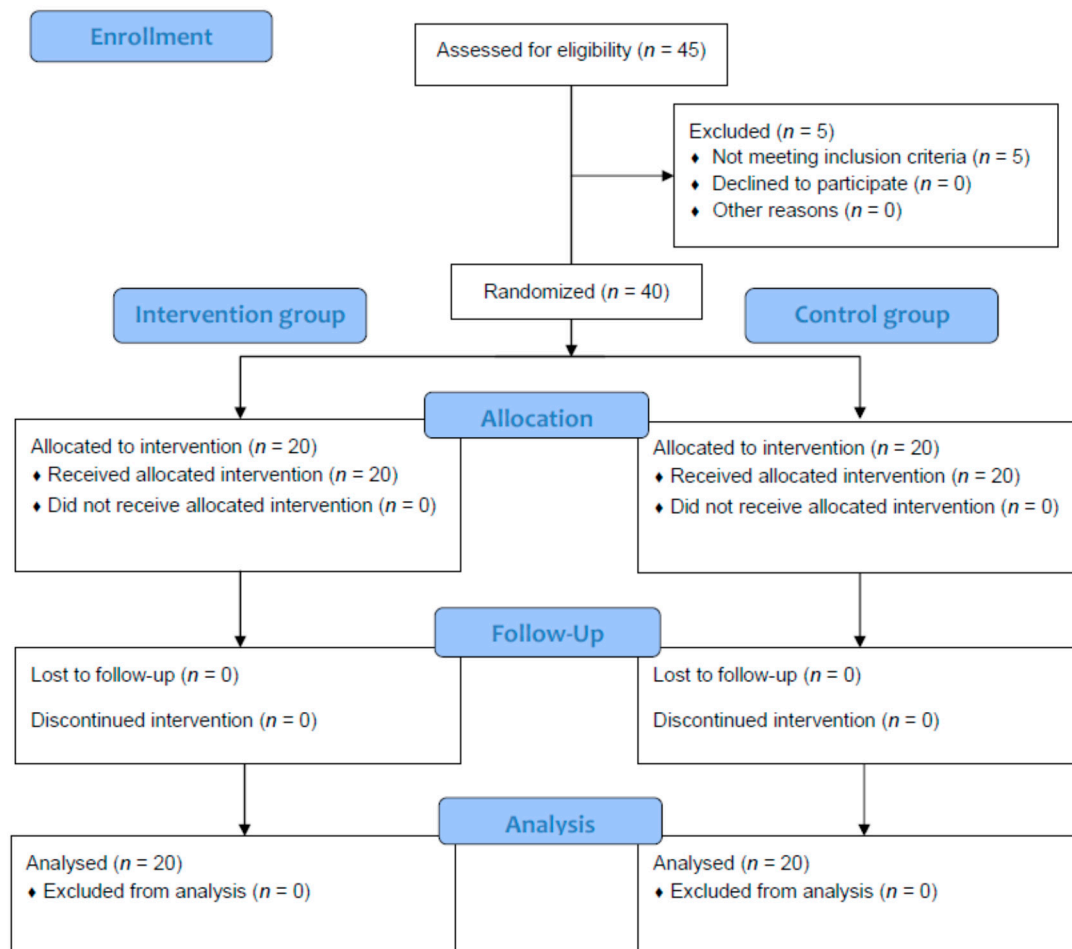 Enrollment
Assessed for eligibility (n = 45)
Excluded (n = 5)
♦ Not meeting inclusion criteria (n = 5)
♦ Declined to participate (n = 0)
♦ Other reasons (n = 0)
Randomized (n = 40)
Intervention group
Control group
Allocation
Allocated to intervention (n = 20)
♦ Received allocated intervention (n = 20)
♦ Did not receive allocated intervention (n = 0)
Allocated to intervention (n = 20)
♦ Received allocated intervention (n = 20)
♦ Did not receive allocated intervention (n = 0)
Follow-Up
Lost to follow-up (n = 0)
Discontinued intervention (n = 0)
Lost to follow-up (n = 0)
Discontinued intervention (n = 0)
Analysis
Analysed (n = 20)
♦ Excluded from analysis (n = 0)
Analysed (n = 20)
♦ Excluded from analysis (n = 0)